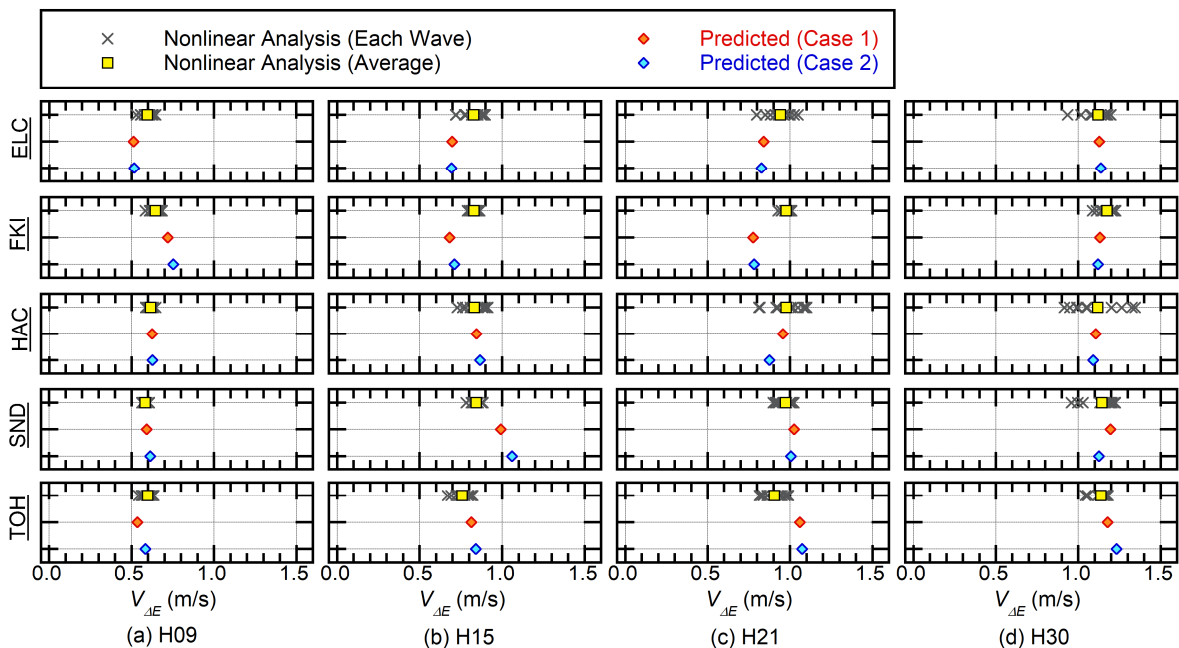 Nonlinear Analysis (Each Wave) Predicted (Case 1)
Nonlinear Analysis (Average) Predicted (Case 2)
ELC
FKI
HAC
SND
TOH
0.0 0.5 1.0 1.5 0.0 0.5 1.0 1.5 0.0 0.5 1.0 1.5 0.0 0.5 1.0 1.5
VΔE (m/s) VΔE (m/s) VΔE (m/s) VΔE (m/s)
(a) H09 (b) H15 (c) H21 (d) H30